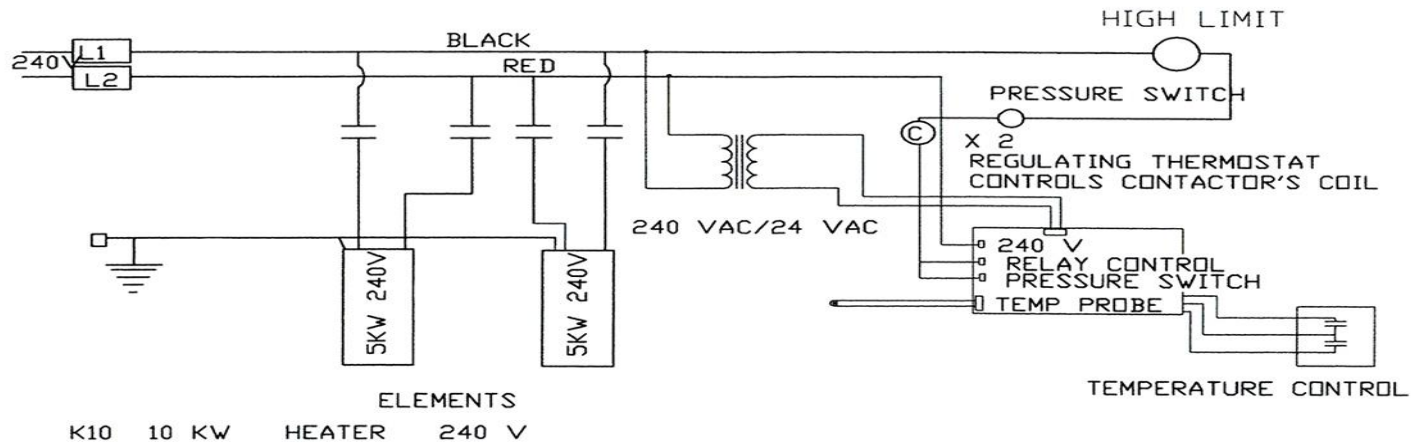 HIGH LIMIT
BLACK
L1
240V
RED
L2
PRESSURE SWITCH
C
X 2
REGULATING THERMOSTAT
CONTROLS CONTACTOR'S COIL
240 VAC/24 VAC
240 V
RELAY CONTROL
PRESSURE SWITCH
TEMP PROBE
5KW 240V
5KW 240V
TEMPERATURE CONTROL
ELEMENTS
K10 10 KW HEATER 240 V